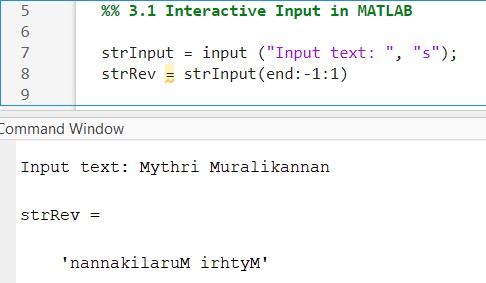 5 %% 3.1 Interactive Input in MATLAB
6
7 strInput = input ("Input text: ", "s");
8 strRev = strInput(end:-1:1)
9
Command Window
Input text: Mythri Muralikannan
strRev =
'nannakilaruM irhtyM'